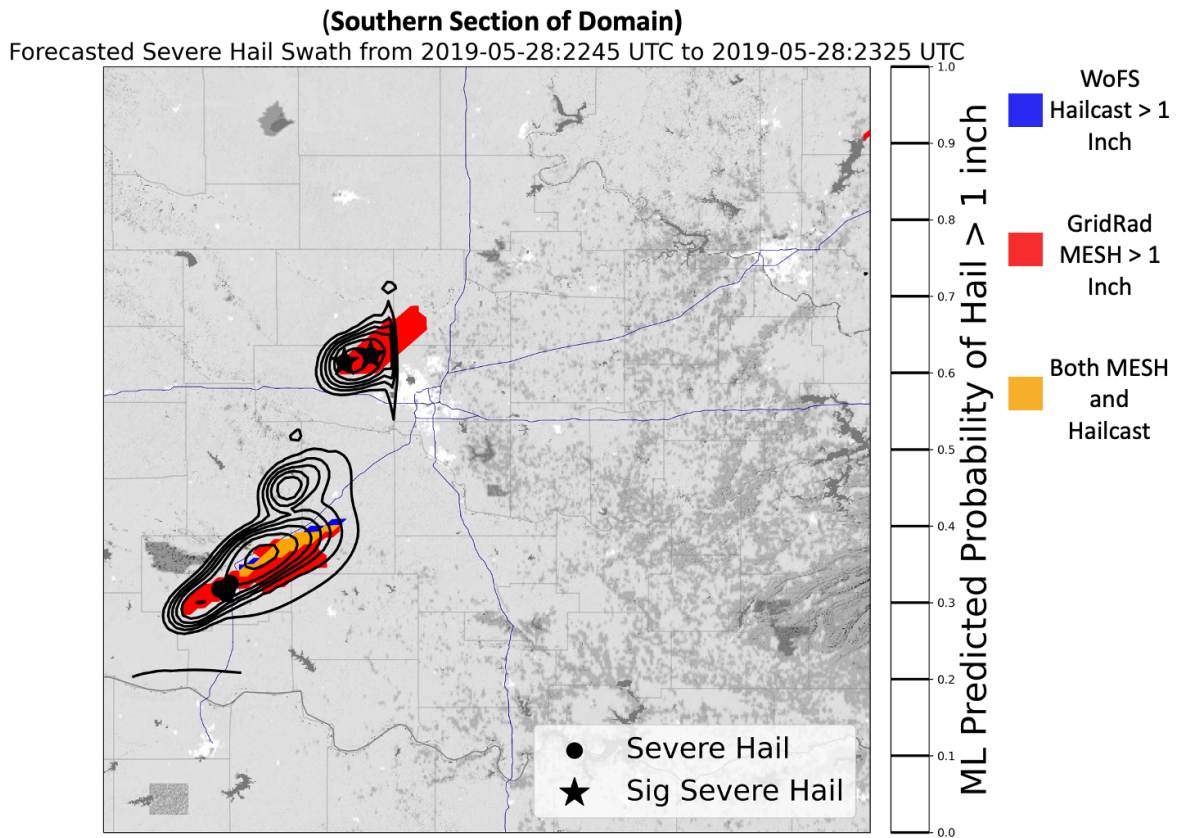 (Southern Section of Domain)
Forecasted Severe Hail Swath from 2019-05-28:2245 UTC to 2019-05-28:2325 UTC
1.0
0.9
0.8
0.7
0.6
0.5
0.4
0.3
0.2
0.1
0.0
ML Predicted Probability of Hail > 1 inch
WoFS
Hailcast > 1
Inch
GridRad
MESH > 1
Inch
Both MESH
and
Hailcast
Severe Hail
Sig Severe Hail